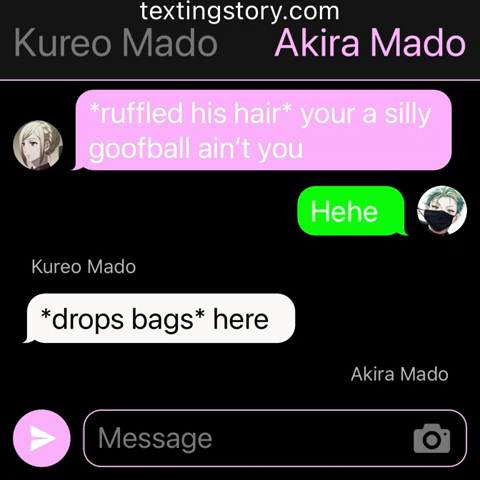 textingstory.com
Kureo Mado Akira Mado
*ruffled his hair* your a silly
goofball ain't you
Hehe
Kureo Mado
*drops bags* here
Akira Mado
Message